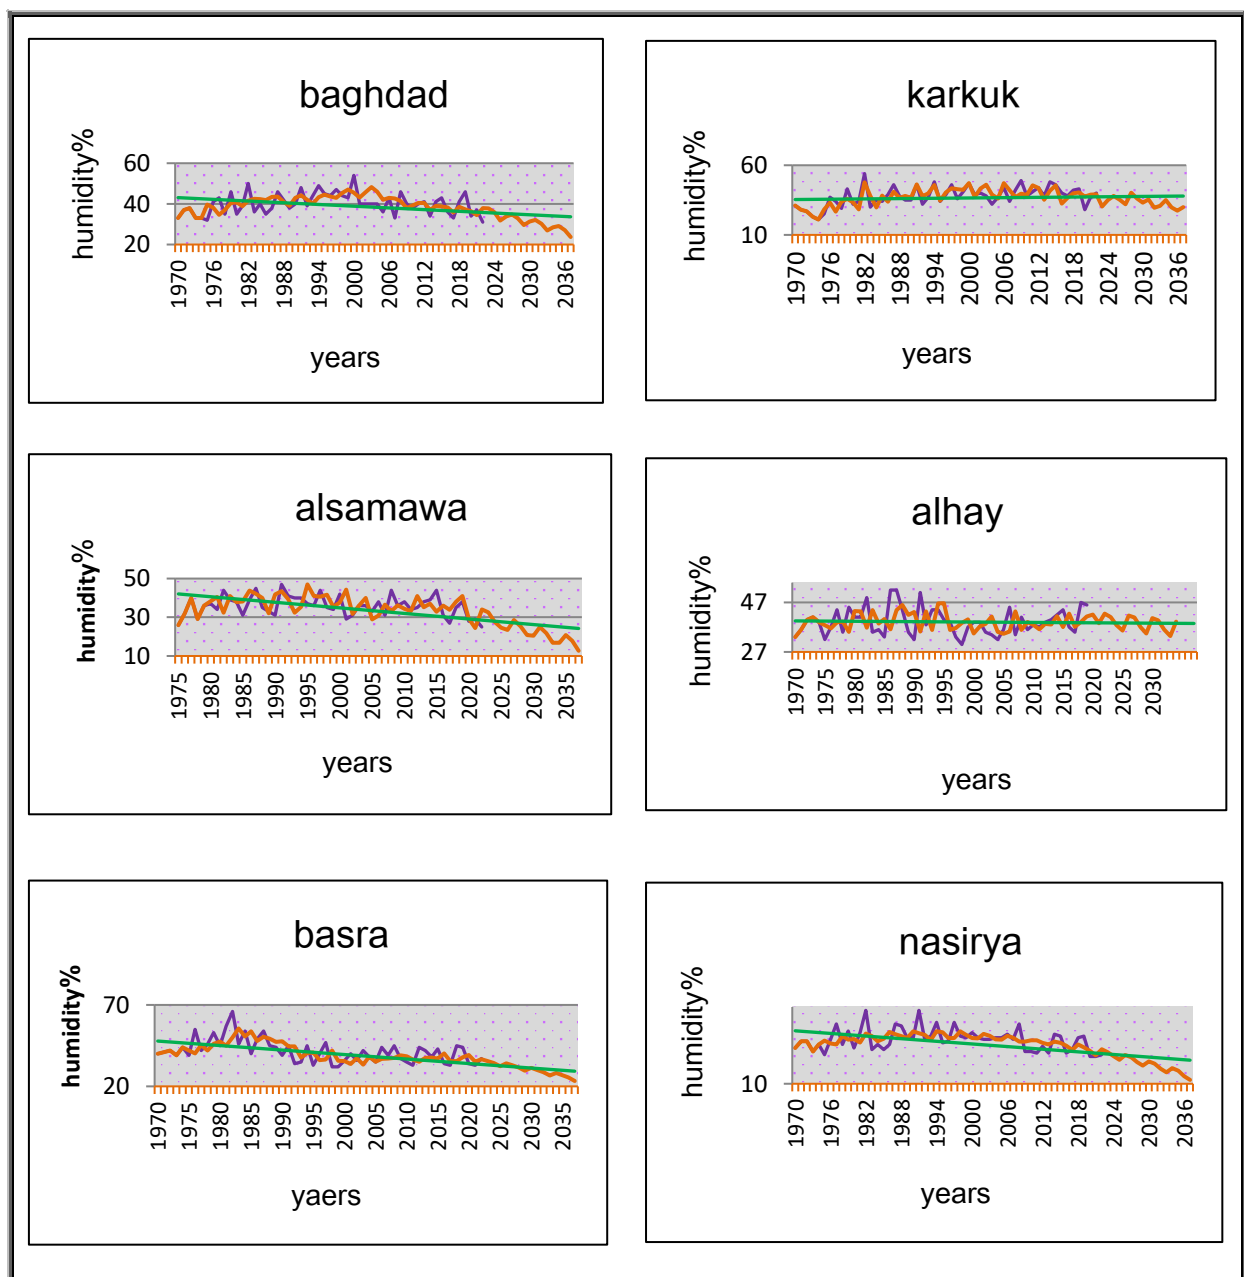 baghdad
humidity%
60
40
20
1970 1976 1982 1988 1994 2000 2006 2012 2018 2024 2030 2036
years
karkuk
humidity%
60
10
1970 1976 1982 1988 1994 2000 2006 2012 2018 2024 2030 2036
years
alsamawa
humidity%
50
30
10
1975 1980 1985 1990 1995 2000 2005 2010 2015 2020 2025 2030 2035
years
alhay
humidity%
47
27
1970 1975 1980 1985 1990 1995 2000 2005 2010 2015 2020 2025 2030
years
basra
humidity%
70
20
1970 1975 1980 1985 1990 1995 2000 2005 2010 2015 2020 2025 2030 2035
yaers
nasirya
humidity%
10
1970 1976 1982 1988 1994 2000 2006 2012 2018 2024 2030 2036
years